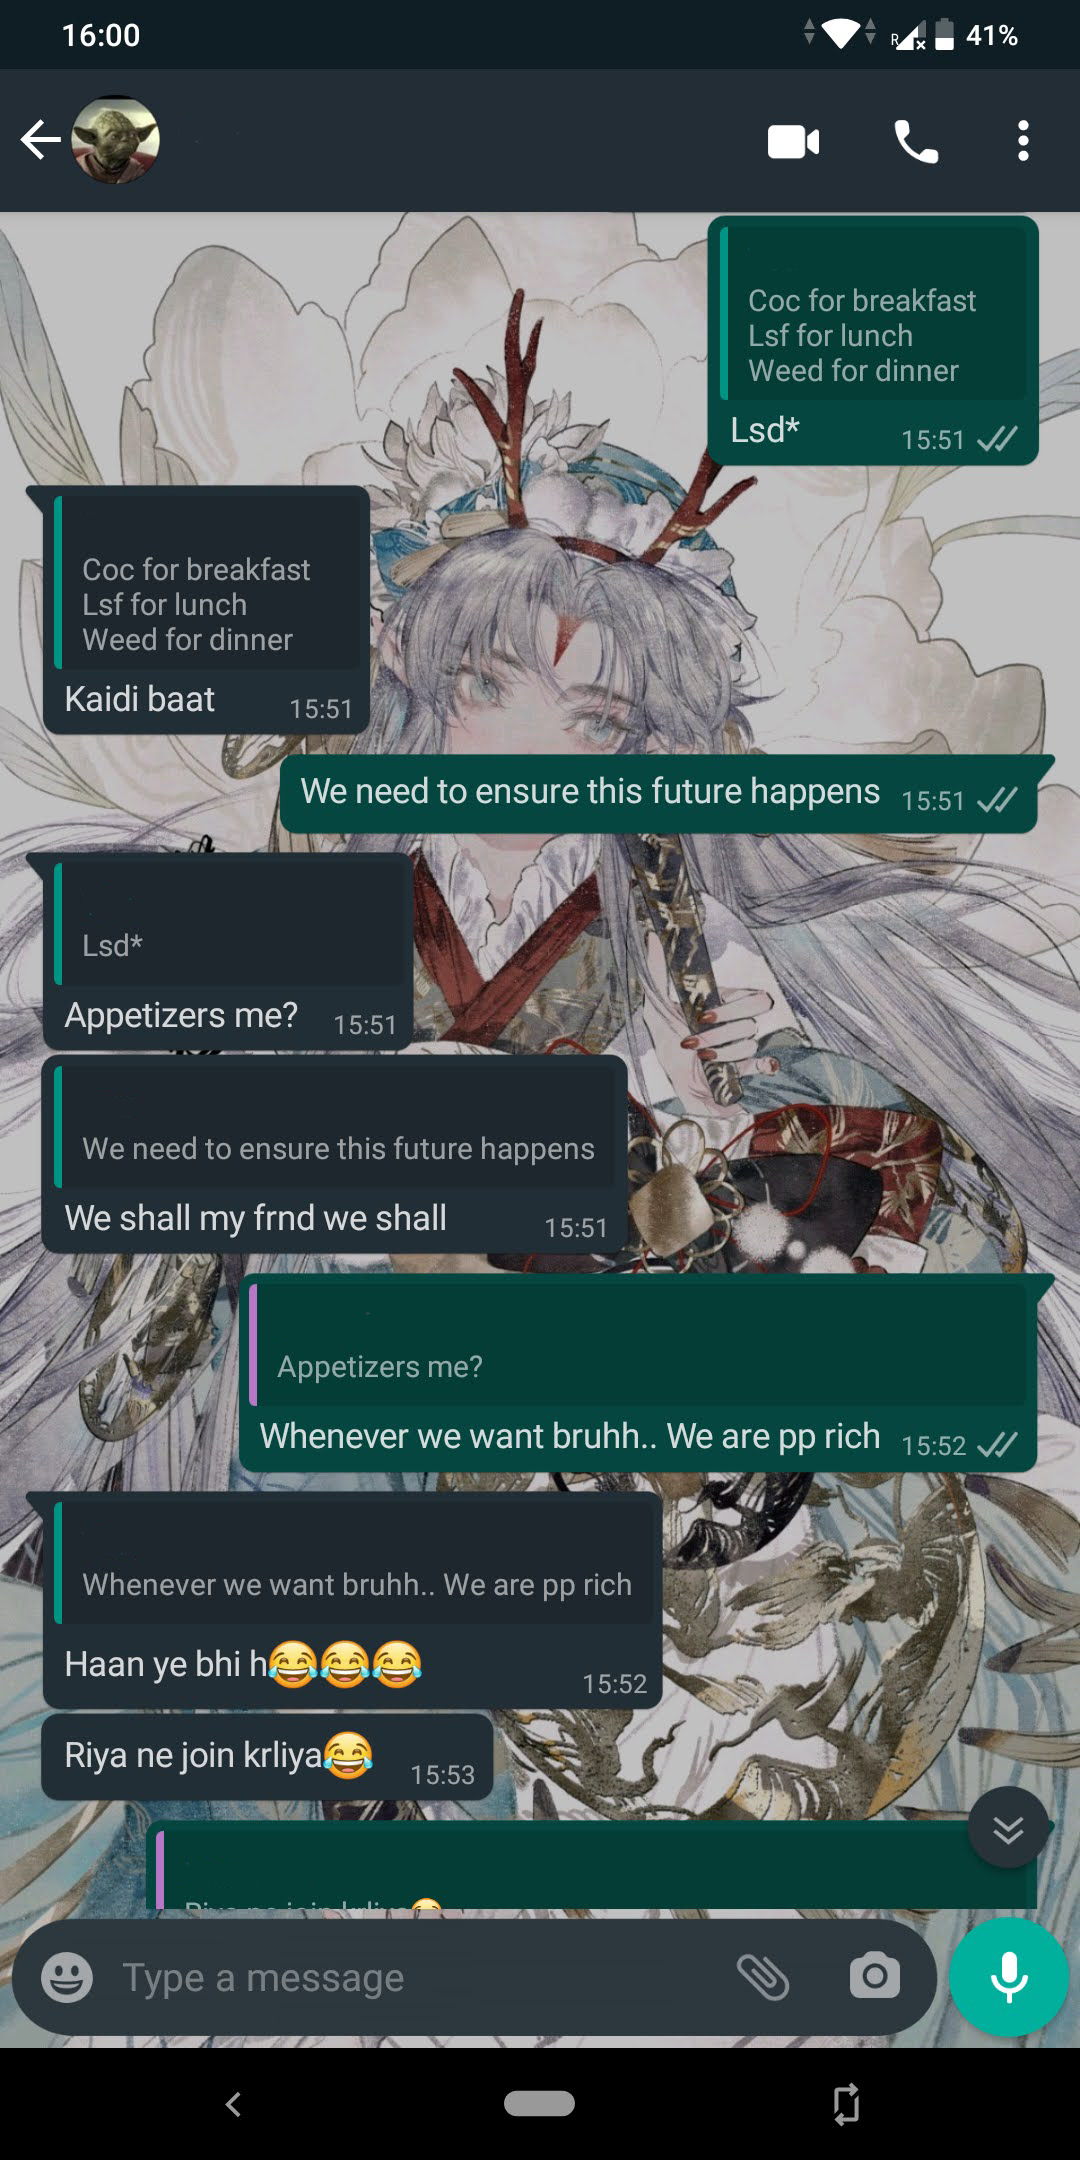 16:00
R
41%
Coc for breakfast
Lsf for lunch
Weed for dinner
Lsd*
15:51
Coc for breakfast
Lsf for lunch
Weed for dinner
Kaidi baat
15:51
We need to ensure this future happens
15:51
Lsd*
Appetizers me?
15:51
We need to ensure this future happens
We shall my frnd we shall
15:51
Appetizers me?
Whenever we want bruhh.. We are pp rich
15:52
Whenever we want bruhh.. We are pp rich
Haan ye bhi h😂😂😂
15:52
Riya ne join krliya😂
15:53
Riya ne join krliya😂
Type a message